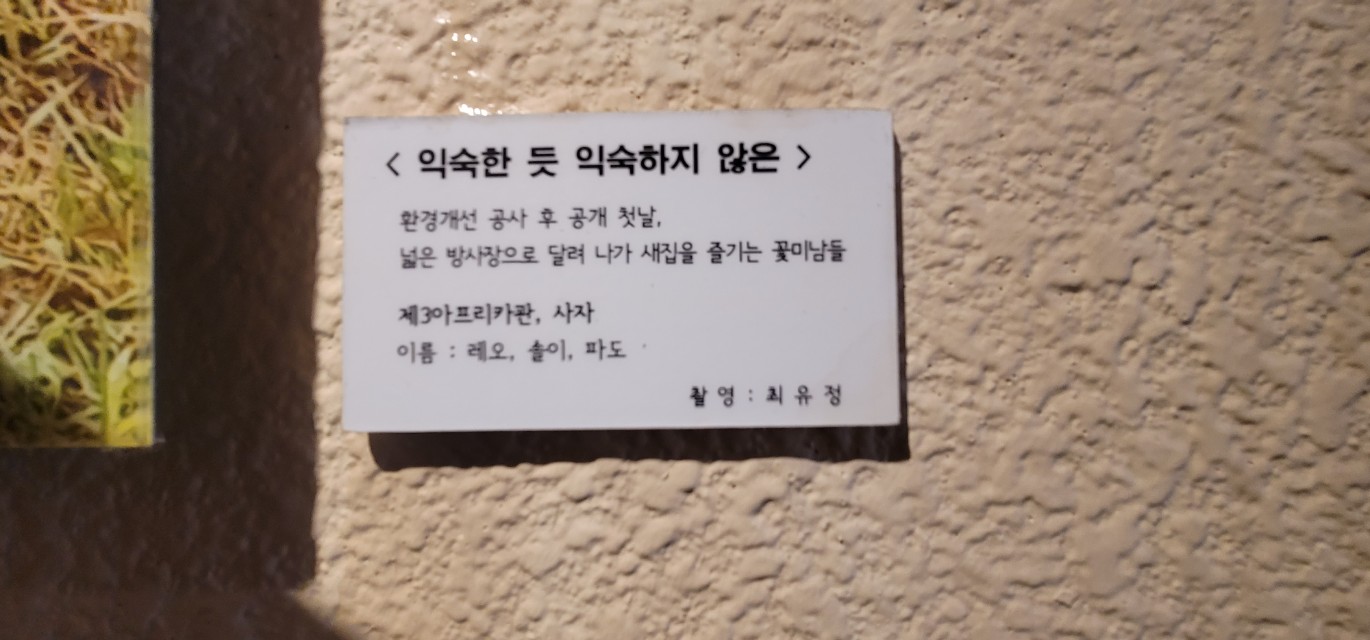 < 익숙한 듯 익숙하지 않은 >
환경개선 공사 후 공개 첫날,
넓은 방사장으로 달려 나가 새집을 즐기는 꽃미남들
제3아프리카관, 사자
이름 : 레오, 솔이, 파도
촬 영 : 최 유 정